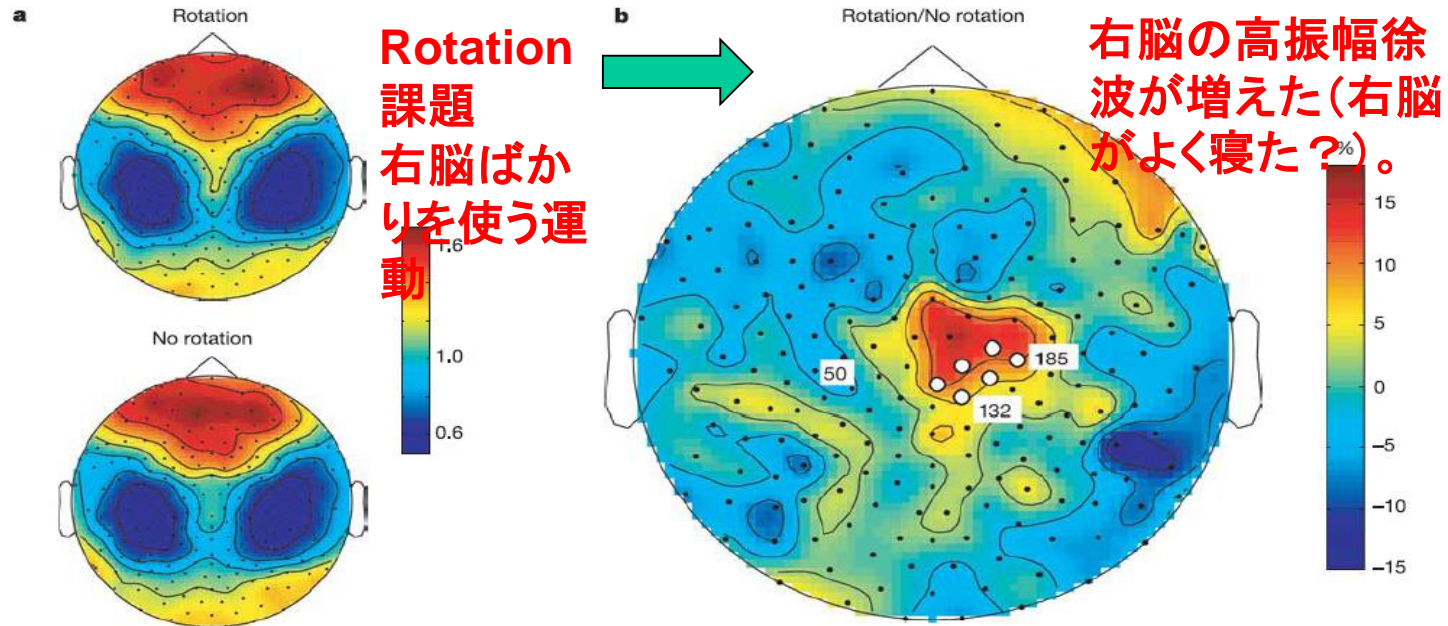 a
Rotation
Rotation
課題
右脳ばか
りを使う運
動
1.6
1.0
0.6
No rotation
b
Rotation/No rotation
右脳の高振幅徐
波が増えた(右脳
がよく寝た?)。
%
15
10
5
0
−5
−10
−15
50
185
132